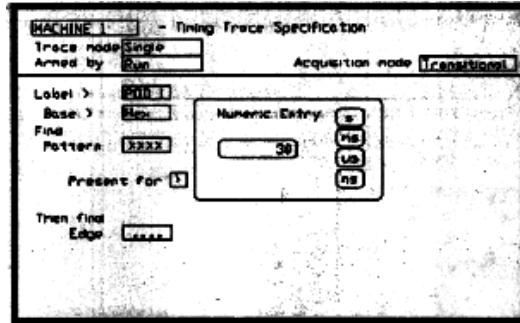 MACHINE 1 - Timing Trace Specification
Trace mode Single
Armed by Run Acquisition mode Transitional
Label > POD 1
Base > Hex
Find
Pattern XXXX
Numeric Entry
30
s
ms
us
ns
Present for >
Then find
Edge ....